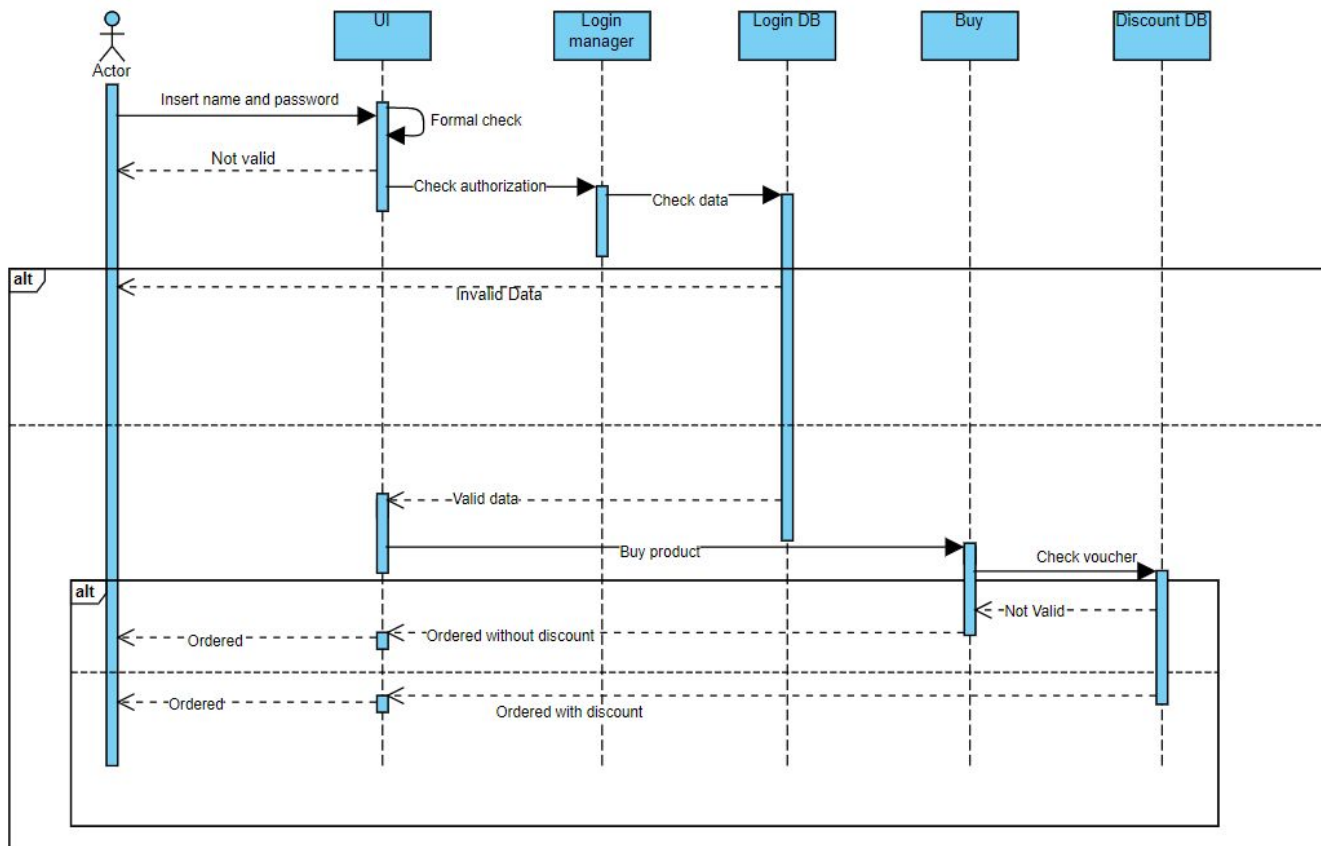 UI
Login
manager
Login DB
Buy
Discount DB
Actor
Insert name and password
Formal check
Not valid
Check authorization
Check data
alt
Invalid Data
Valid data
Buy product
Check voucher
alt
Not Valid
Ordered without discount
Ordered
Ordered
Ordered with discount